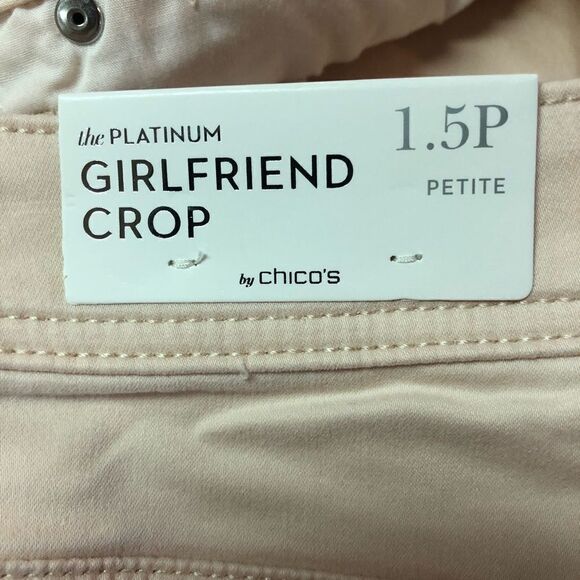 the PLATINUM
GIRLFRIEND
CROP
1.5P
PETITE
by chico's